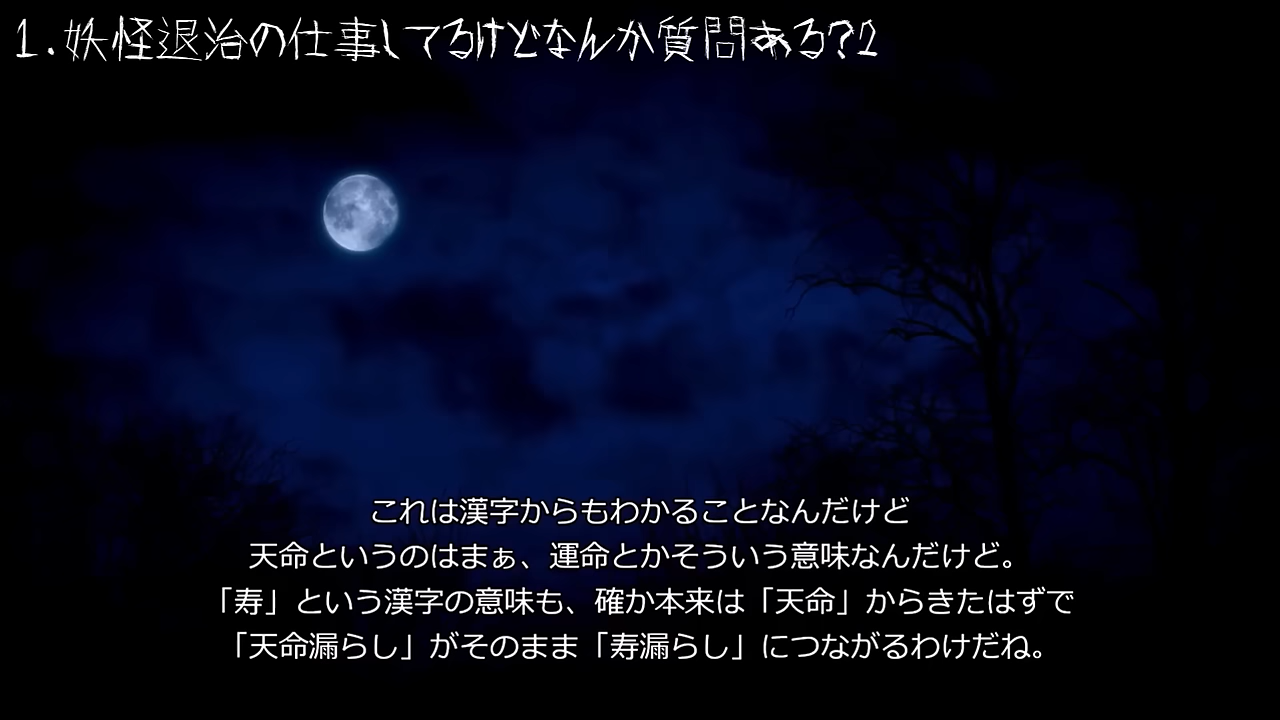 1.妖怪退治の仕事してるけどなんか質問ある？2
これは漢字からもわかることなんだけど
天命というのはまぁ、運命とかそういう意味なんだけど。
「寿」という漢字の意味も、確か本来は「天命」からきたはずで
「天命漏らし」がそのまま「寿漏らし」につながるわけだね。